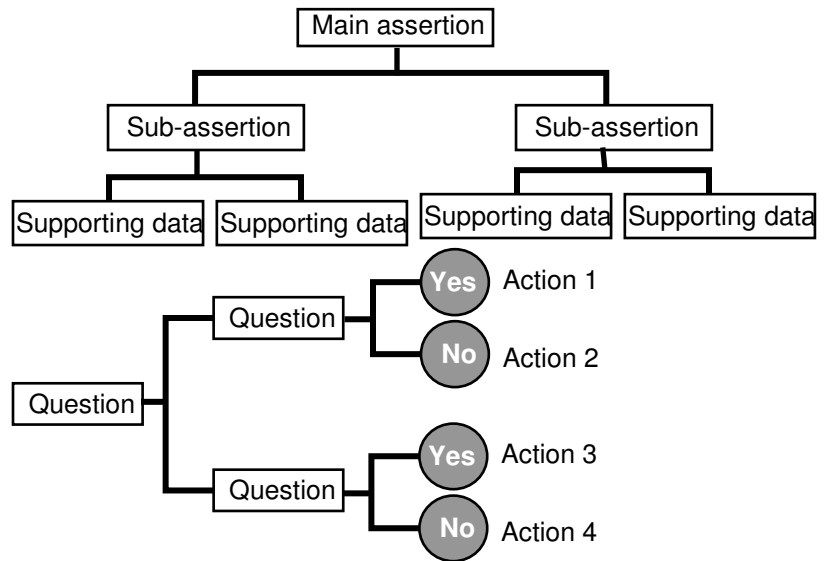 Main assertion
Sub-assertion
Sub-assertion
Supporting data
Supporting data
Supporting data
Supporting data
Yes
Action 1
Question
No
Action 2
Question
Yes
Action 3
Question
No
Action 4